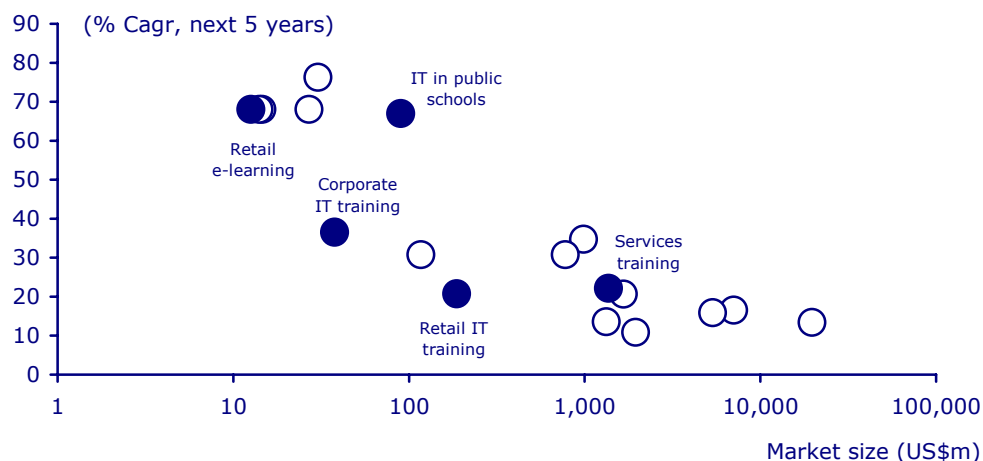 (% Cagr, next 5 years)
90
80
70
60
50
40
30
20
10
0
IT in public
schools
Retail
e-learning
Corporate
IT training
Services
training
Retail IT
training
1
10
100
1,000
10,000
100,000
Market size (US$m)